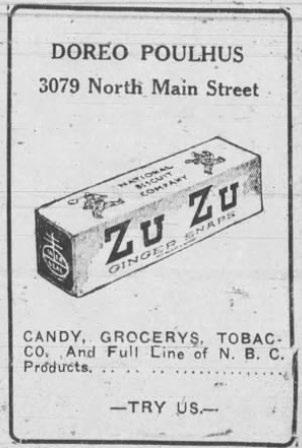 DOREO POULHUS
3079 North Main Street
NATIONAL
BISCUIT
COMPANY
Zu Zu
GINGER SNAPS
CANDY, GROCERYS, TOBAC-
CO, And Full Line of N. B. C.
Products. . . . . . . . . . . . . . . . . .
—TRY US.—